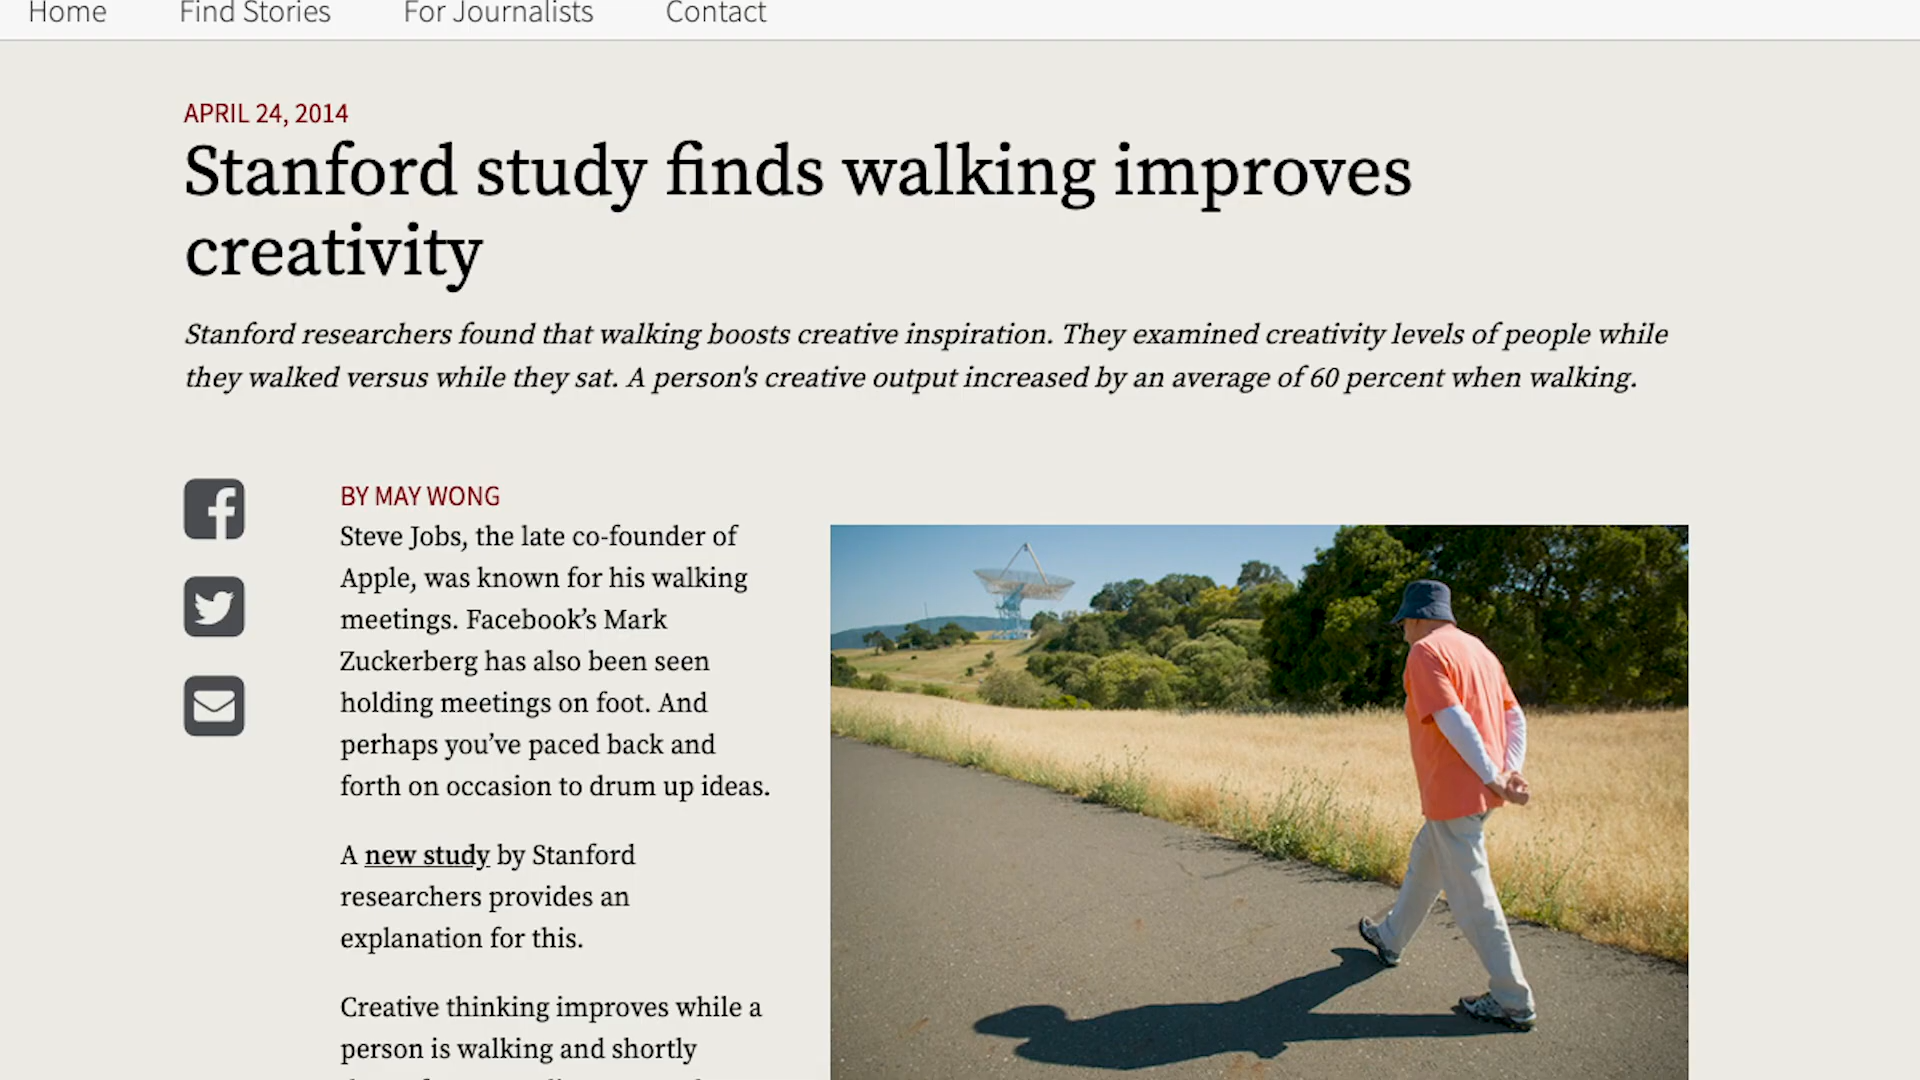 Home Find Stories For Journalists Contact
APRIL 24, 2014
Stanford study finds walking improves
creativity
Stanford researchers found that walking boosts creative inspiration. They examined creativity levels of people while
they walked versus while they sat. A person's creative output increased by an average of 60 percent when walking.
BY MAY WONG
Steve Jobs, the late co-founder of
Apple, was known for his walking
meetings. Facebook’s Mark
Zuckerberg has also been seen
holding meetings on foot. And
perhaps you’ve paced back and
forth on occasion to drum up ideas.
A new study by Stanford
researchers provides an
explanation for this.
Creative thinking improves while a
person is walking and shortly